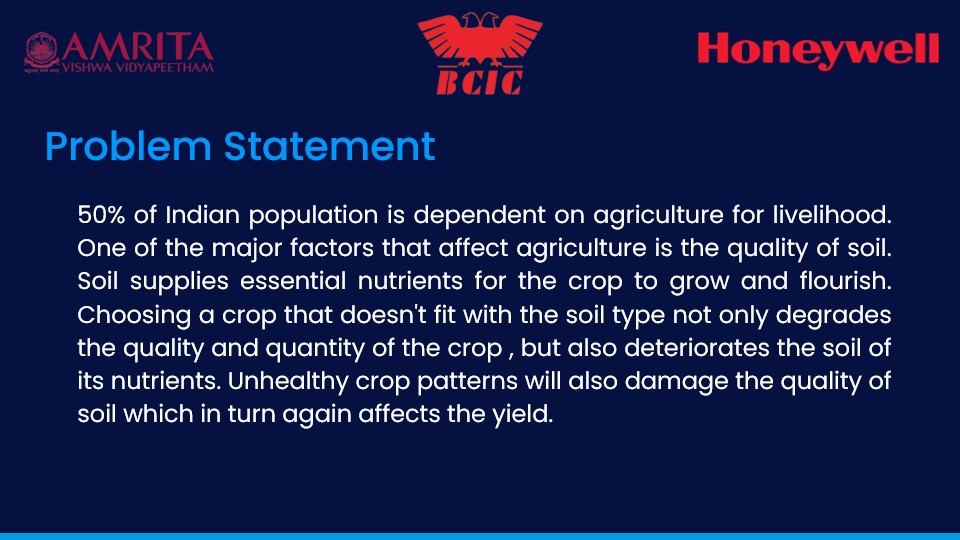 AMRITA
VISHWA VIDYAPEETHAM
BCIC
Honeywell
Problem Statement
50% of Indian population is dependent on agriculture for livelihood.
One of the major factors that affect agriculture is the quality of soil.
Soil supplies essential nutrients for the crop to grow and flourish.
Choosing a crop that doesn't fit with the soil type not only degrades
the quality and quantity of the crop , but also deteriorates the soil of
its nutrients. Unhealthy crop patterns will also damage the quality of
soil which in turn again affects the yield.